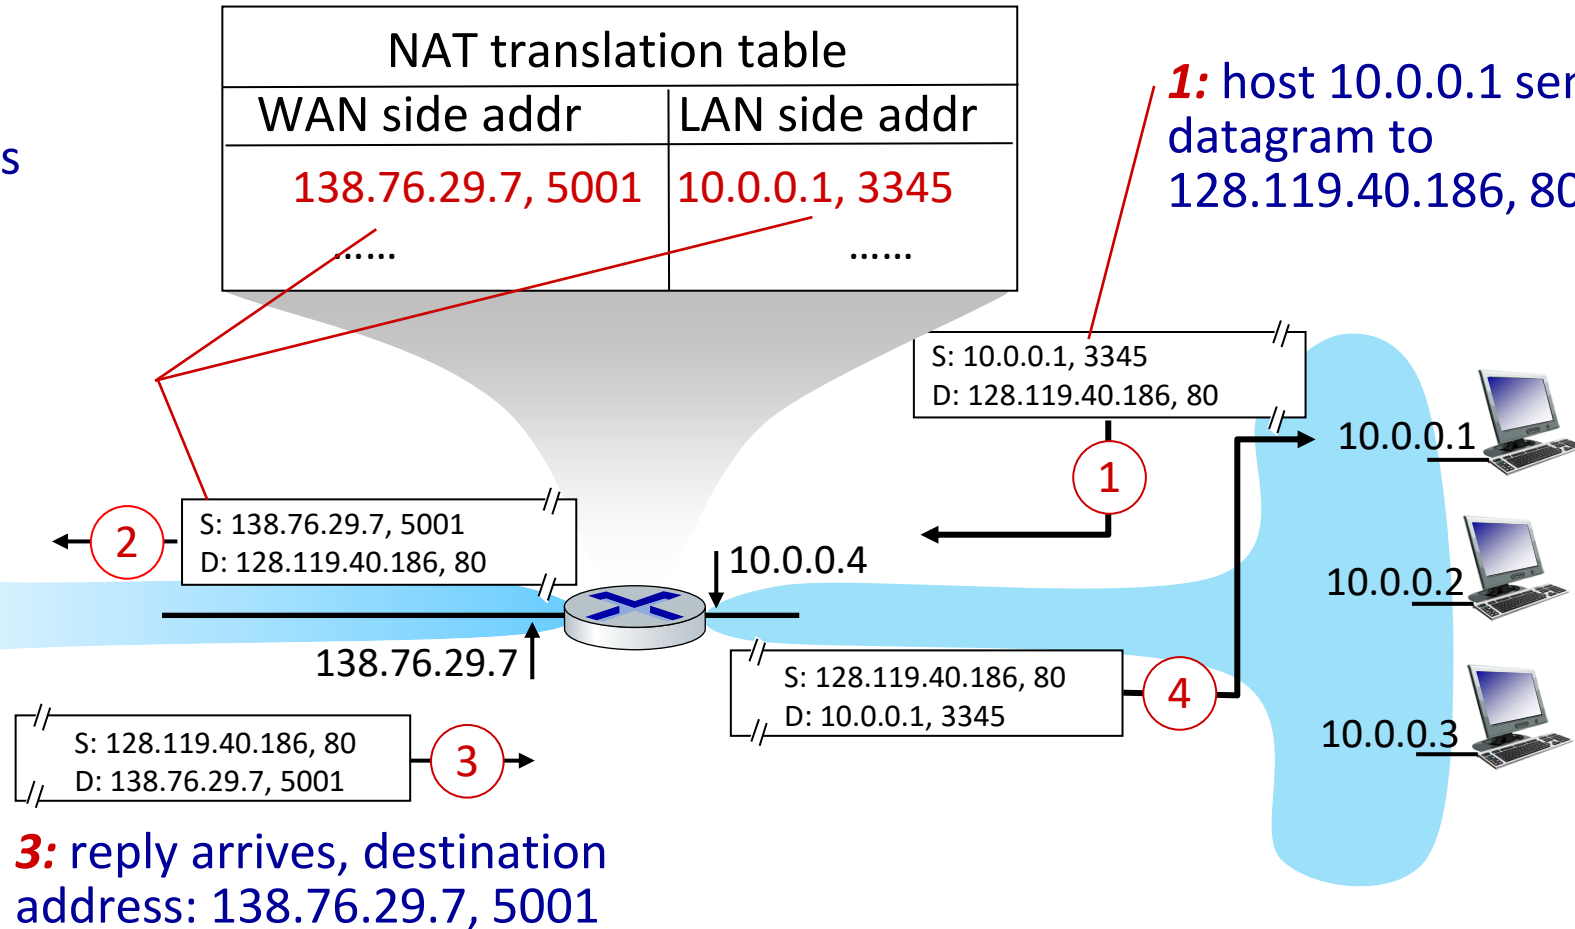 NAT translation table
WAN side addr LAN side addr
138.76.29.7, 5001 10.0.0.1, 3345
...... ......
s
1: host 10.0.0.1
datagram to
128.119.40.186, 80
S: 10.0.0.1, 3345
D: 128.119.40.186, 80
1
10.0.0.1
S: 138.76.29.7, 5001
D: 128.119.40.186, 80
2
10.0.0.4
10.0.0.2
138.76.29.7
S: 128.119.40.186, 80
D: 10.0.0.1, 3345
4
10.0.0.3
S: 128.119.40.186, 80
D: 138.76.29.7, 5001
3
3: reply arrives, destination
address: 138.76.29.7, 5001